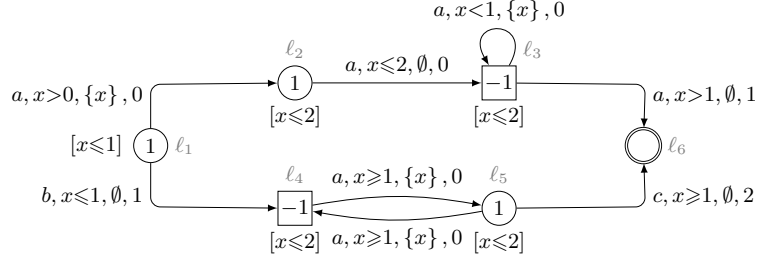 a, x<1, {x}, 0
ℓ2
ℓ3
a, x⩽2, ∅, 0
1
−1
a, x>0, {x}, 0
a, x>1, ∅, 1
[x⩽2]
[x⩽2]
[x⩽1]
1
ℓ1
ℓ6
ℓ4
ℓ5
a, x⩾1, {x}, 0
b, x⩽1, ∅, 1
c, x⩾1, ∅, 2
−1
1
a, x⩾1, {x}, 0
[x⩽2]
[x⩽2]